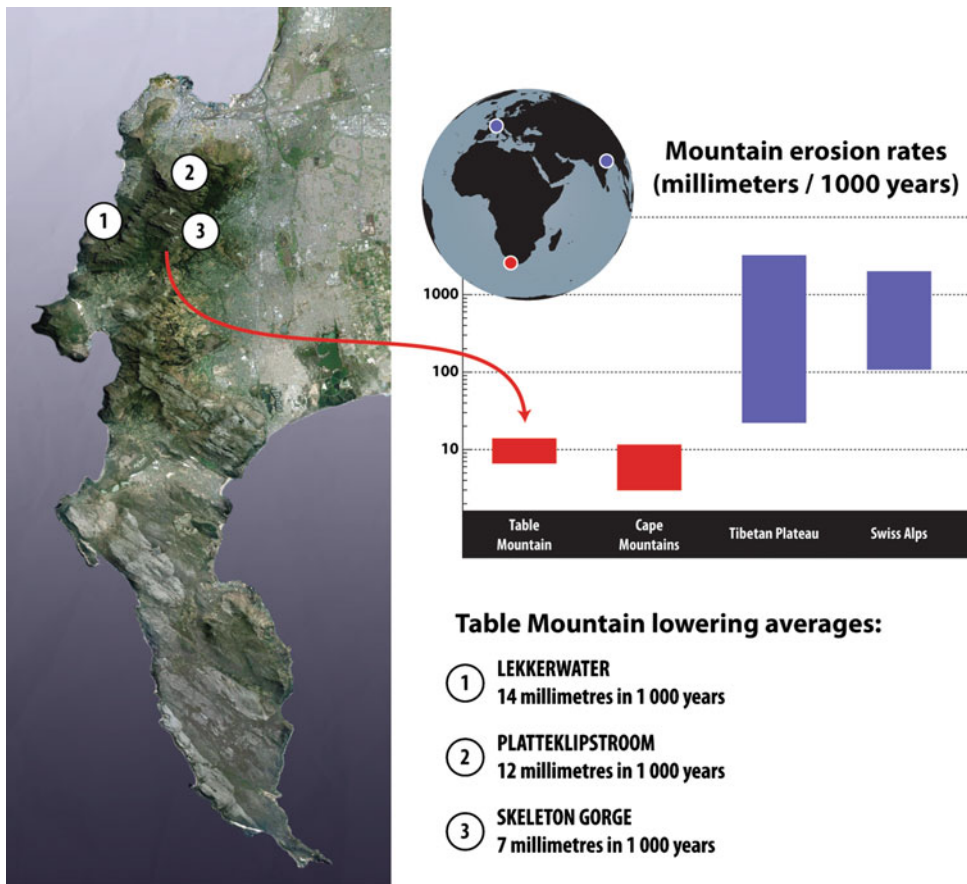 2
1
3
Mountain erosion rates
(millimeters / 1000 years)
1000
100
10
Table
Mountain
Cape
Mountains
Tibetan Plateau
Swiss Alps
Table Mountain lowering averages:
1
LEKKERWATER
14 millimetres in 1 000 years
2
PLATTEKLIPSTROOM
12 millimetres in 1 000 years
3
SKELETON GORGE
7 millimetres in 1 000 years